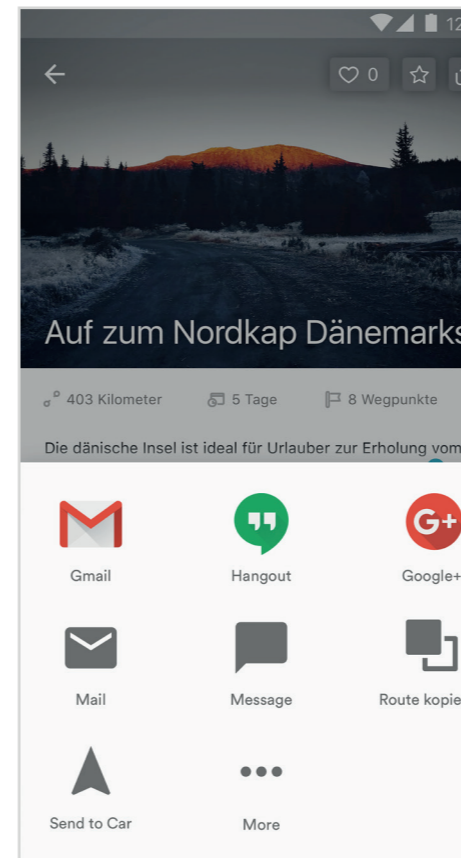 12
0
Auf zum Nordkap Dänemarks
403 Kilometer 5 Tage 8 Wegpunkte
Die dänische Insel ist ideal für Urlauber zur Erholung vom
G+
Gmail Hangout Google+
Mail Message Route kopie
Send to Car More